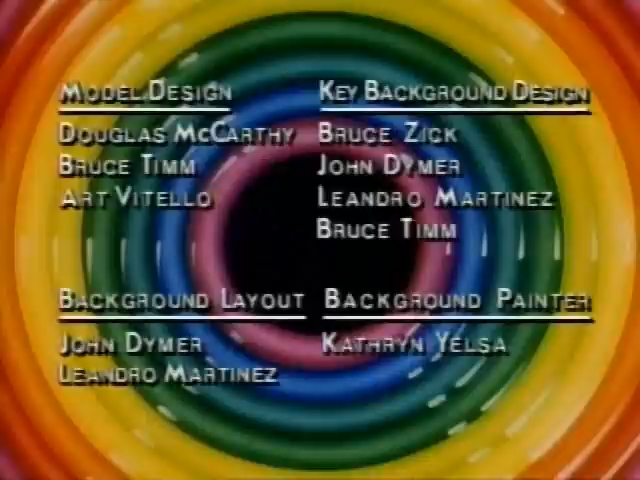 MODEL DESIGN
DOUGLAS MCCARTHY
BRUCE TIMM
ART VITELLO
KEY BACKGROUND DESIGN
BRUCE ZICK
JOHN DYMER
LEANDRO MARTINEZ
BRUCE TIMM
BACKGROUND LAYOUT
JOHN DYMER
LEANDRO MARTINEZ
BACKGROUND PAINTER
KATHRYN YELSA